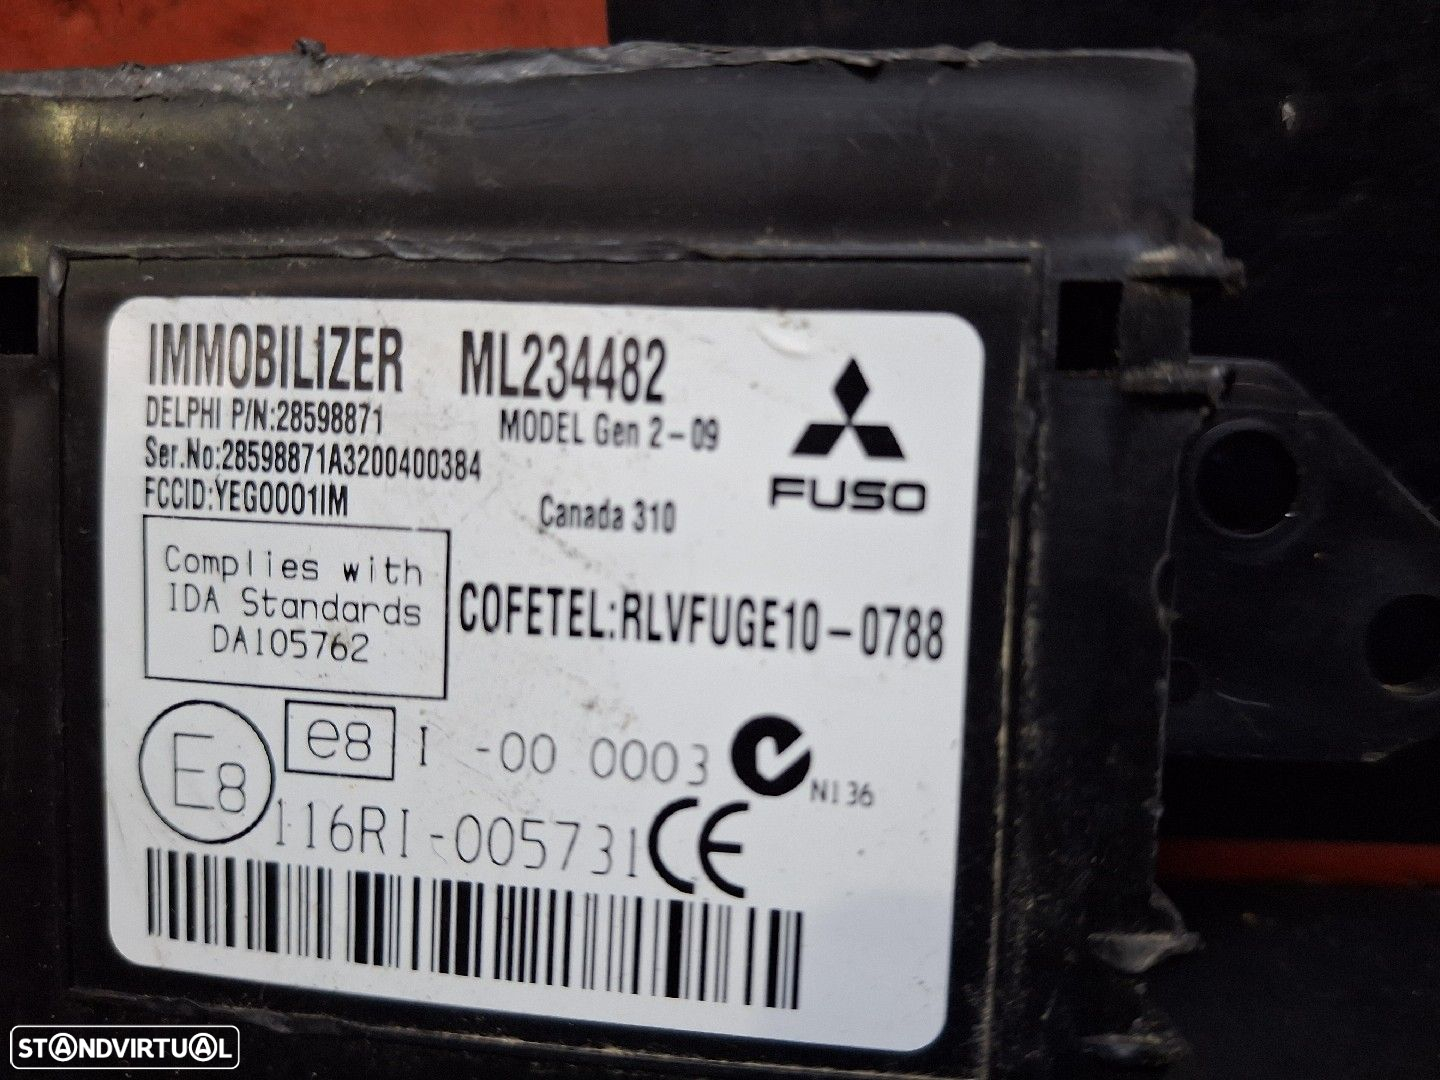 IMMOBILIZER ML234482
DELPHI P/N:28598871 MODEL Gen 2-09
Ser.No:28598871A3200400384
FCCID:YEG0001IM Canada 310
FUSO
Complies with
IDA Standards
DA105762
COFETEL:RLVFUGE10-0788
E8 e8 I -00 0003 N136
116RI-005731 CE
STANDVIRTUAL